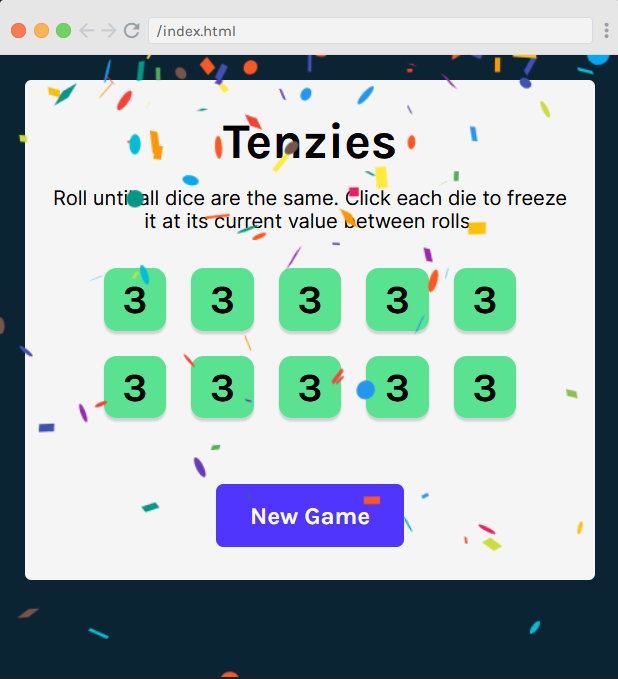 /index.html
Tenzies
Roll until all dice are the same. Click each die to freeze
it at its current value between rolls.
3 3 3 3 3
3 3 3 3 3
New Game